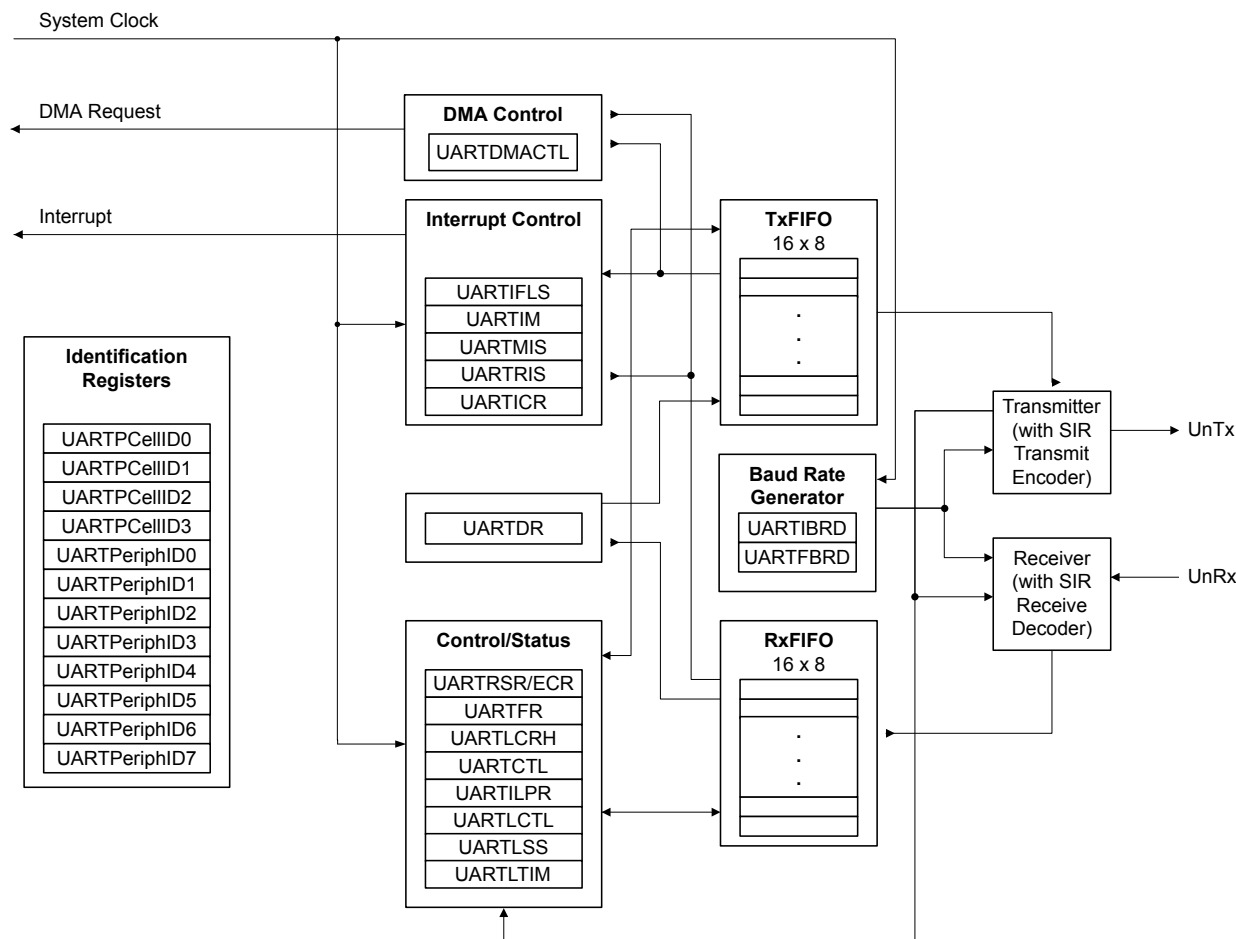 System Clock
DMA Request
DMA Control
UARTDMACTL
Interrupt
Interrupt Control
UARTIFLS
UARTIM
UARTMIS
UARTRIS
UARTICR
TxFIFO
16 x 8
.
.
.
Identification
Registers
UARTPCellID0
UARTPCellID1
UARTPCellID2
UARTPCellID3
UARTPeriphID0
UARTPeriphID1
UARTPeriphID2
UARTPeriphID3
UARTPeriphID4
UARTPeriphID5
UARTPeriphID6
UARTPeriphID7
UARTDR
Baud Rate
Generator
UARTIBRD
UARTFBRD
Transmitter
(with SIR
Transmit
Encoder)
UnTx
Receiver
(with SIR
Receive
Decoder)
UnRx
Control/Status
UARTRSR/ECR
UARTFR
UARTLCRH
UARTCTL
UARTILPR
UARTLCTL
UARTLSS
UARTLTIM
RxFIFO
16 x 8
.
.
.